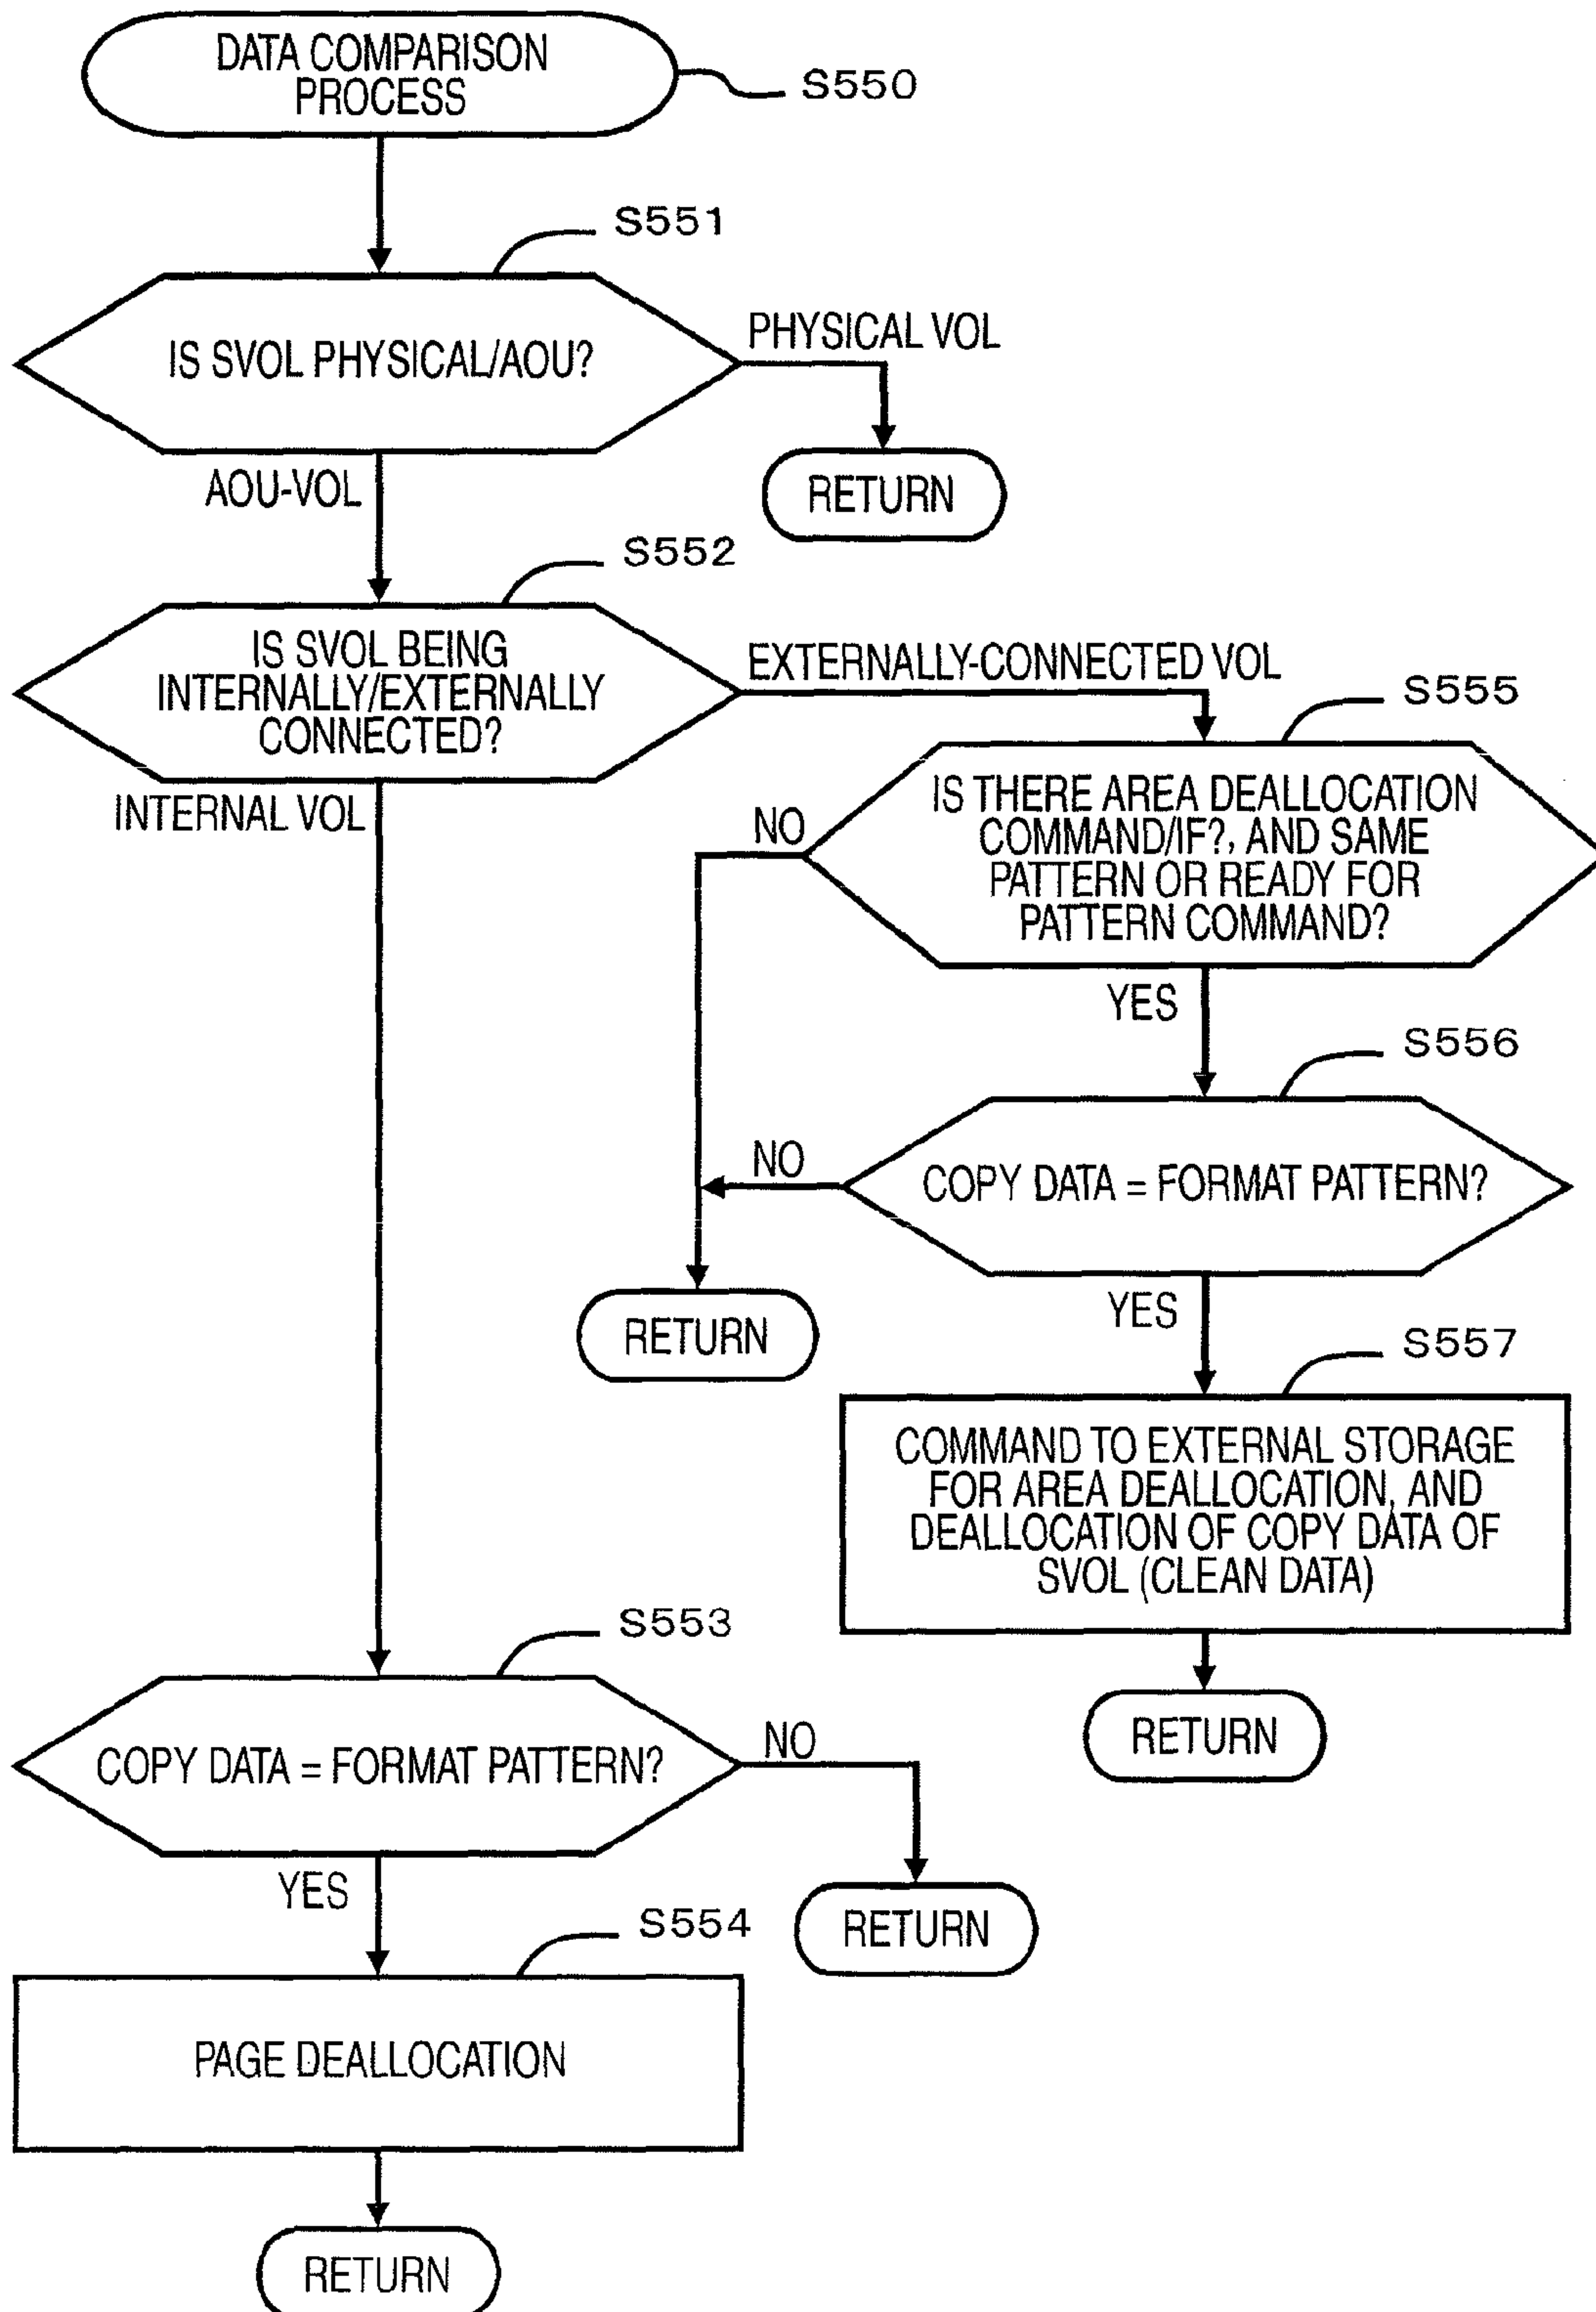 DATA COMPARISON
PROCESS
S550
S551
IS SVOL PHYSICAL/AOU?
PHYSICAL VOL
RETURN
AOU-VOL
S552
IS SVOL BEING
INTERNALLY/EXTERNALLY
CONNECTED?
EXTERNALLY-CONNECTED VOL
S555
INTERNAL VOL
IS THERE AREA DEALLOCATION
COMMAND/IF?, AND SAME
PATTERN OR READY FOR
PATTERN COMMAND?
NO
YES
S556
COPY DATA = FORMAT PATTERN?
NO
RETURN
YES
S557
COMMAND TO EXTERNAL STORAGE
FOR AREA DEALLOCATION, AND
DEALLOCATION OF COPY DATA OF
SVOL (CLEAN DATA)
RETURN
S553
COPY DATA = FORMAT PATTERN?
NO
RETURN
YES
S554
PAGE DEALLOCATION
RETURN